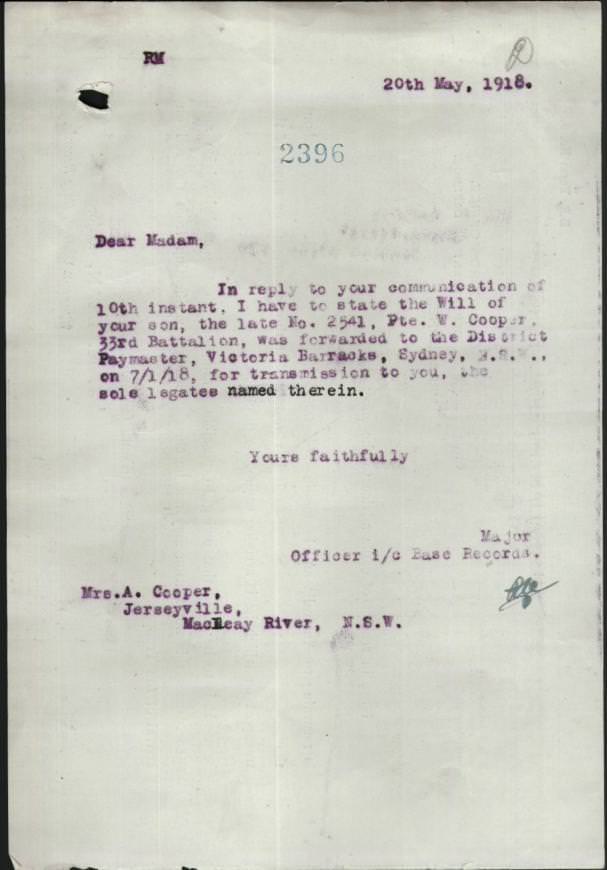 RM
20th May, 1918.
2396
Dear Madam,
In reply to your communication of
10th instant, I have to state the Will of
your son, the late No. 2541, Pte. W. Cooper,
33rd Battalion, was forwarded to the District
Paymaster, Victoria Barracks, Sydney, N.S.W.,
on 7/1/18, for transmission to you, the
sole legatee named therein.
Yours faithfully
Major
Officer i/c Base Records.
Mrs.A. Cooper,
Jerseyville,
MacLeay River, N.S.W.